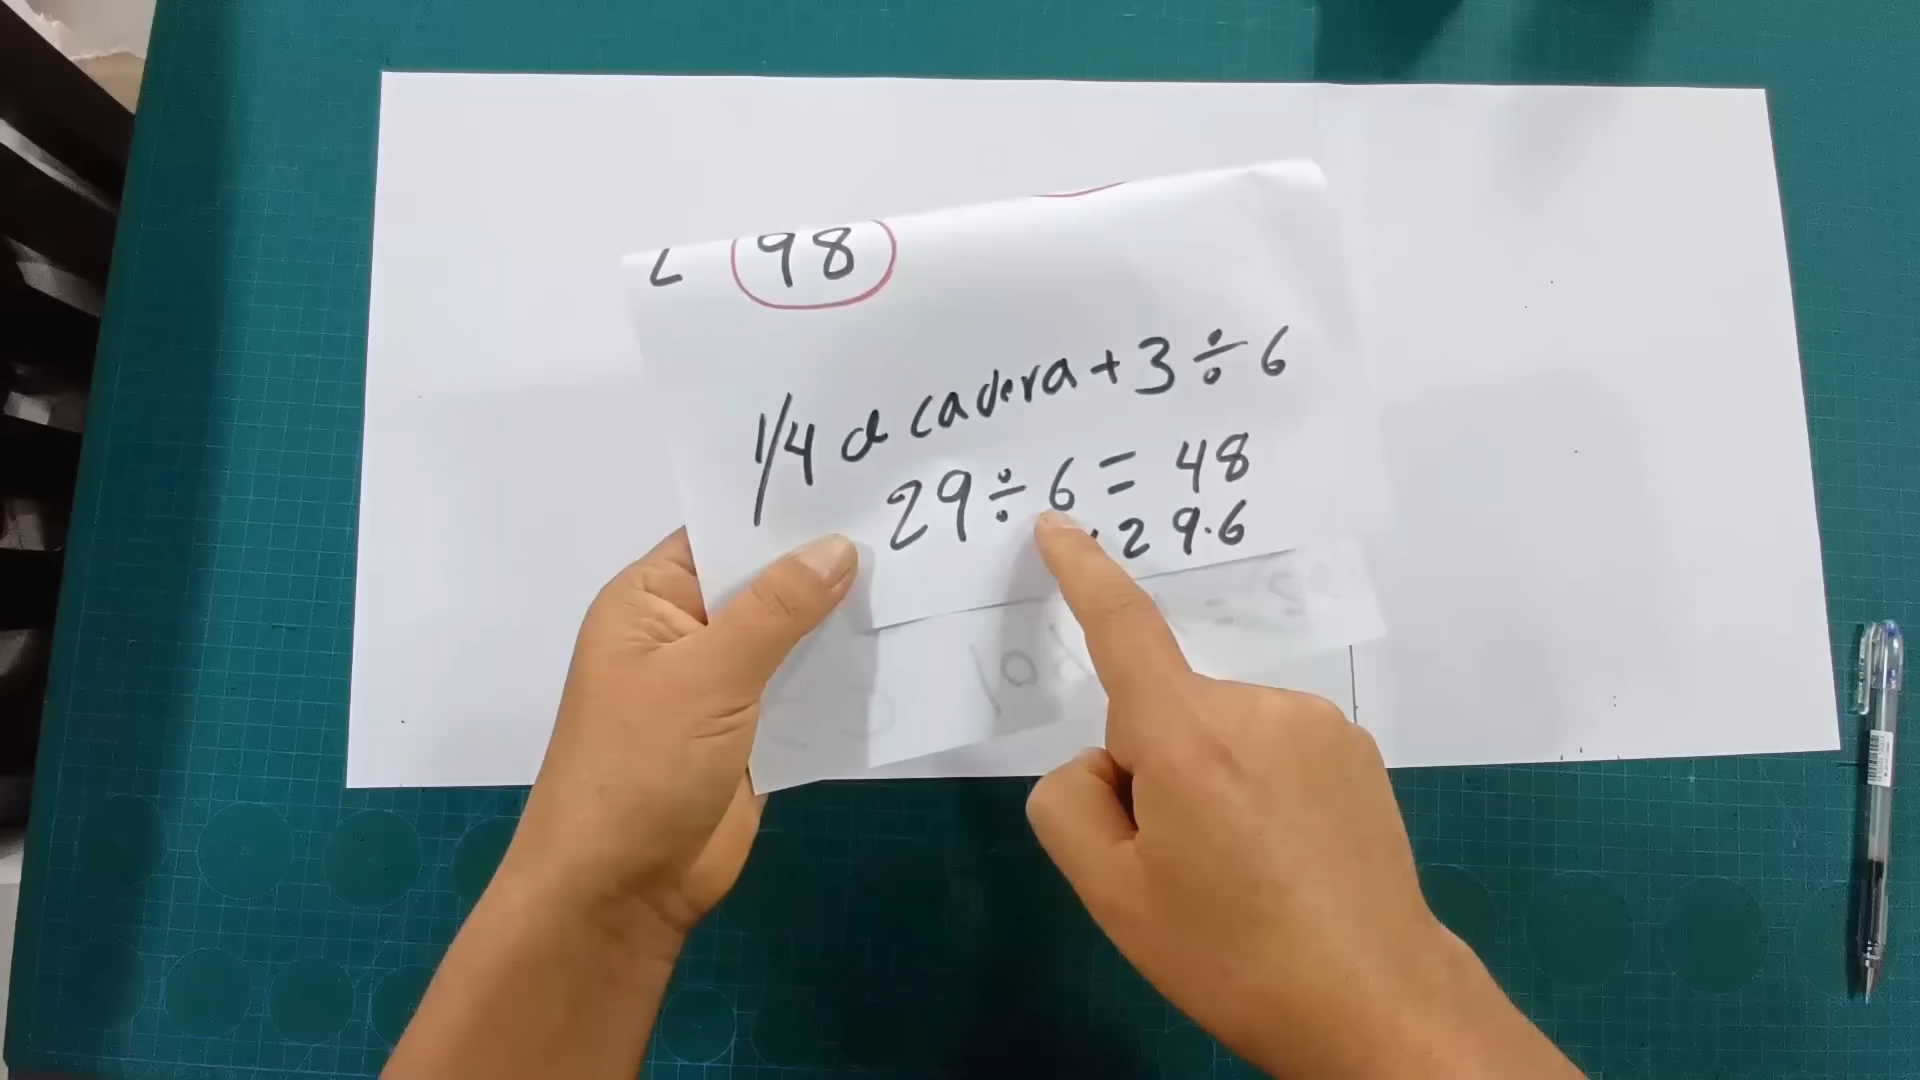 98
1/4 d cadera + 3 ÷ 6
29 ÷ 6 = 48
29.6